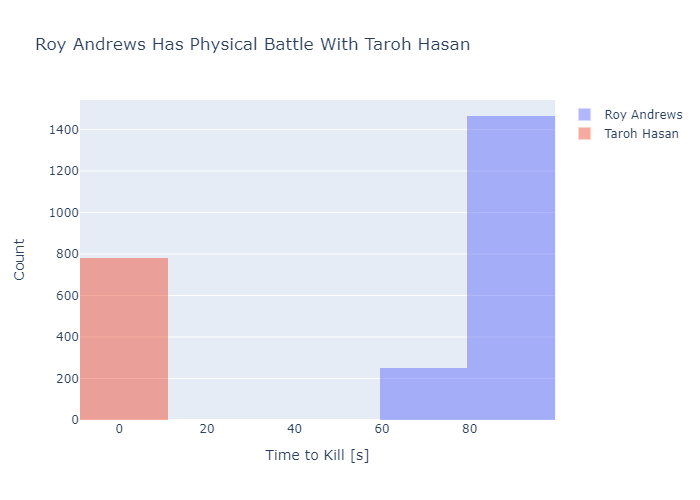 Roy Andrews Has Physical Battle With Taroh Hasan
Roy Andrews
Taroh Hasan
1400
1200
1000
800
600
400
200
0
Count
0 20 40 60 80
Time to Kill [s]